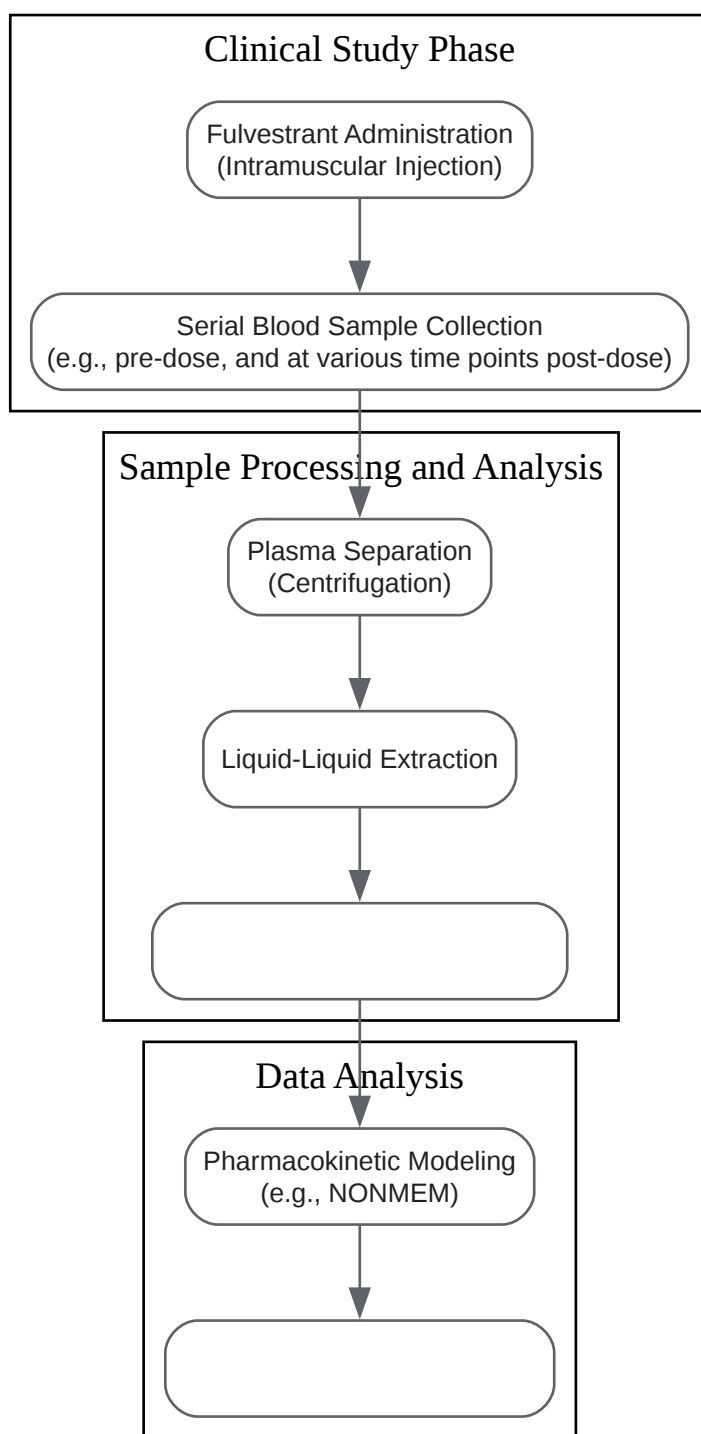 Clinical Study Phase
Fulvestrant Administration
(Intramuscular Injection)
Serial Blood Sample Collection
(e.g., pre-dose, and at various time points post-dose)
Sample Processing and Analysis
Plasma Separation
(Centrifugation)
Liquid-Liquid Extraction
Data Analysis
Pharmacokinetic Modeling
(e.g., NONMEM)